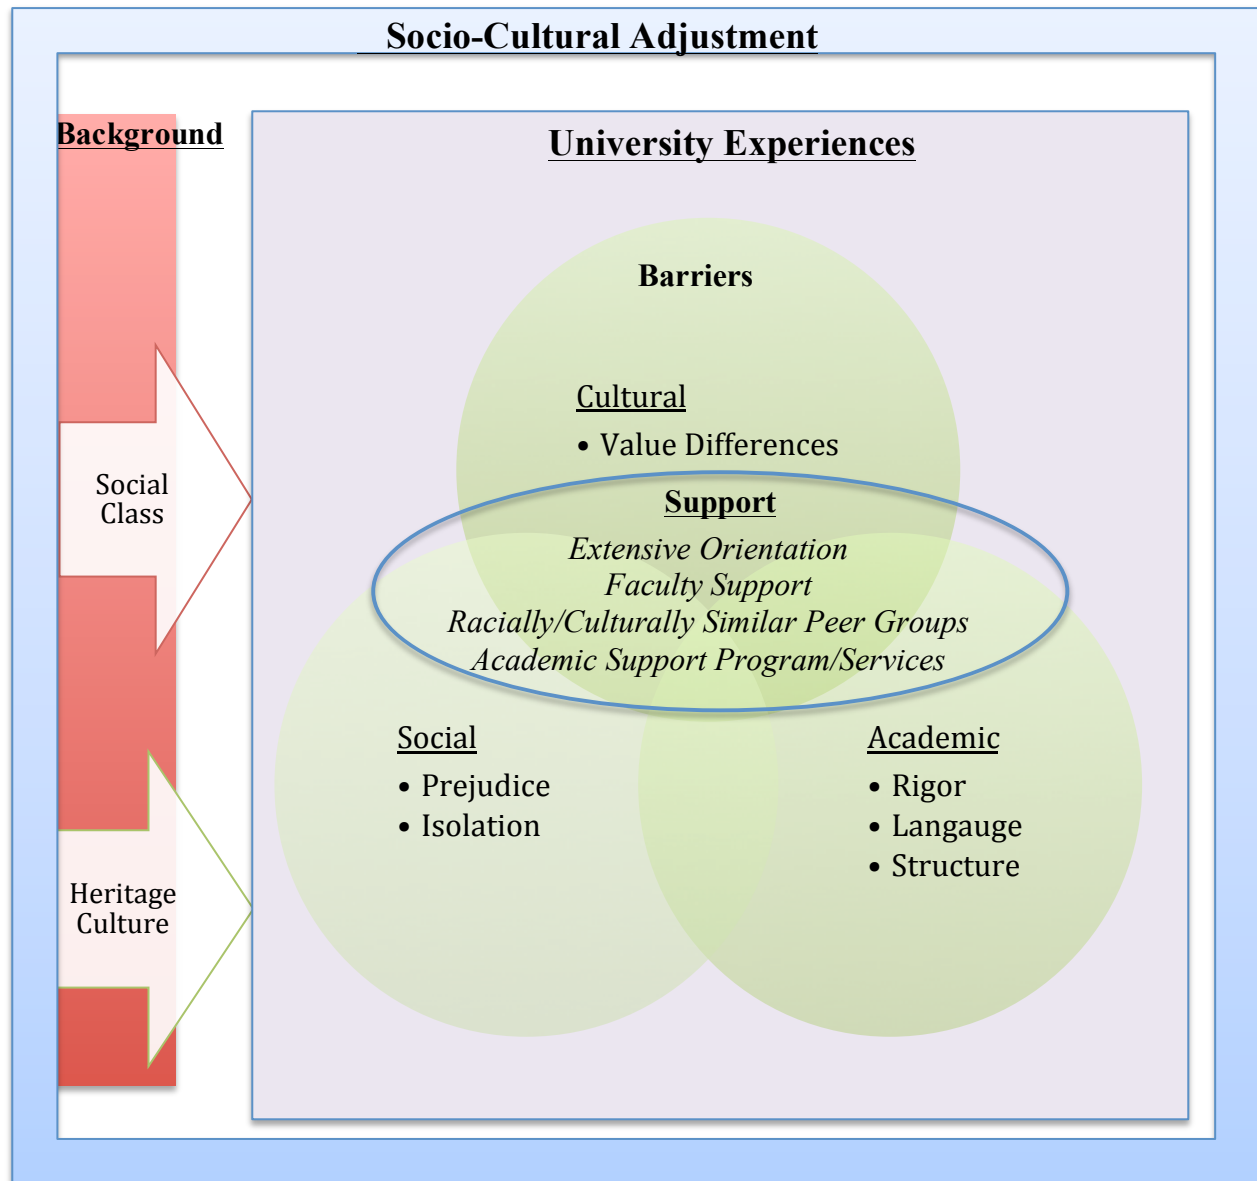 Socio-Cultural Adjustment
Background
University Experiences
Barriers
Cultural
• Value Differences
Support
Extensive Orientation
Faculty Support
Racially/Culturally Similar Peer Groups
Academic Support Program/Services
Social
Class
Social
• Prejudice
• Isolation
Academic
• Rigor
• Langauge
• Structure
Heritage
Culture